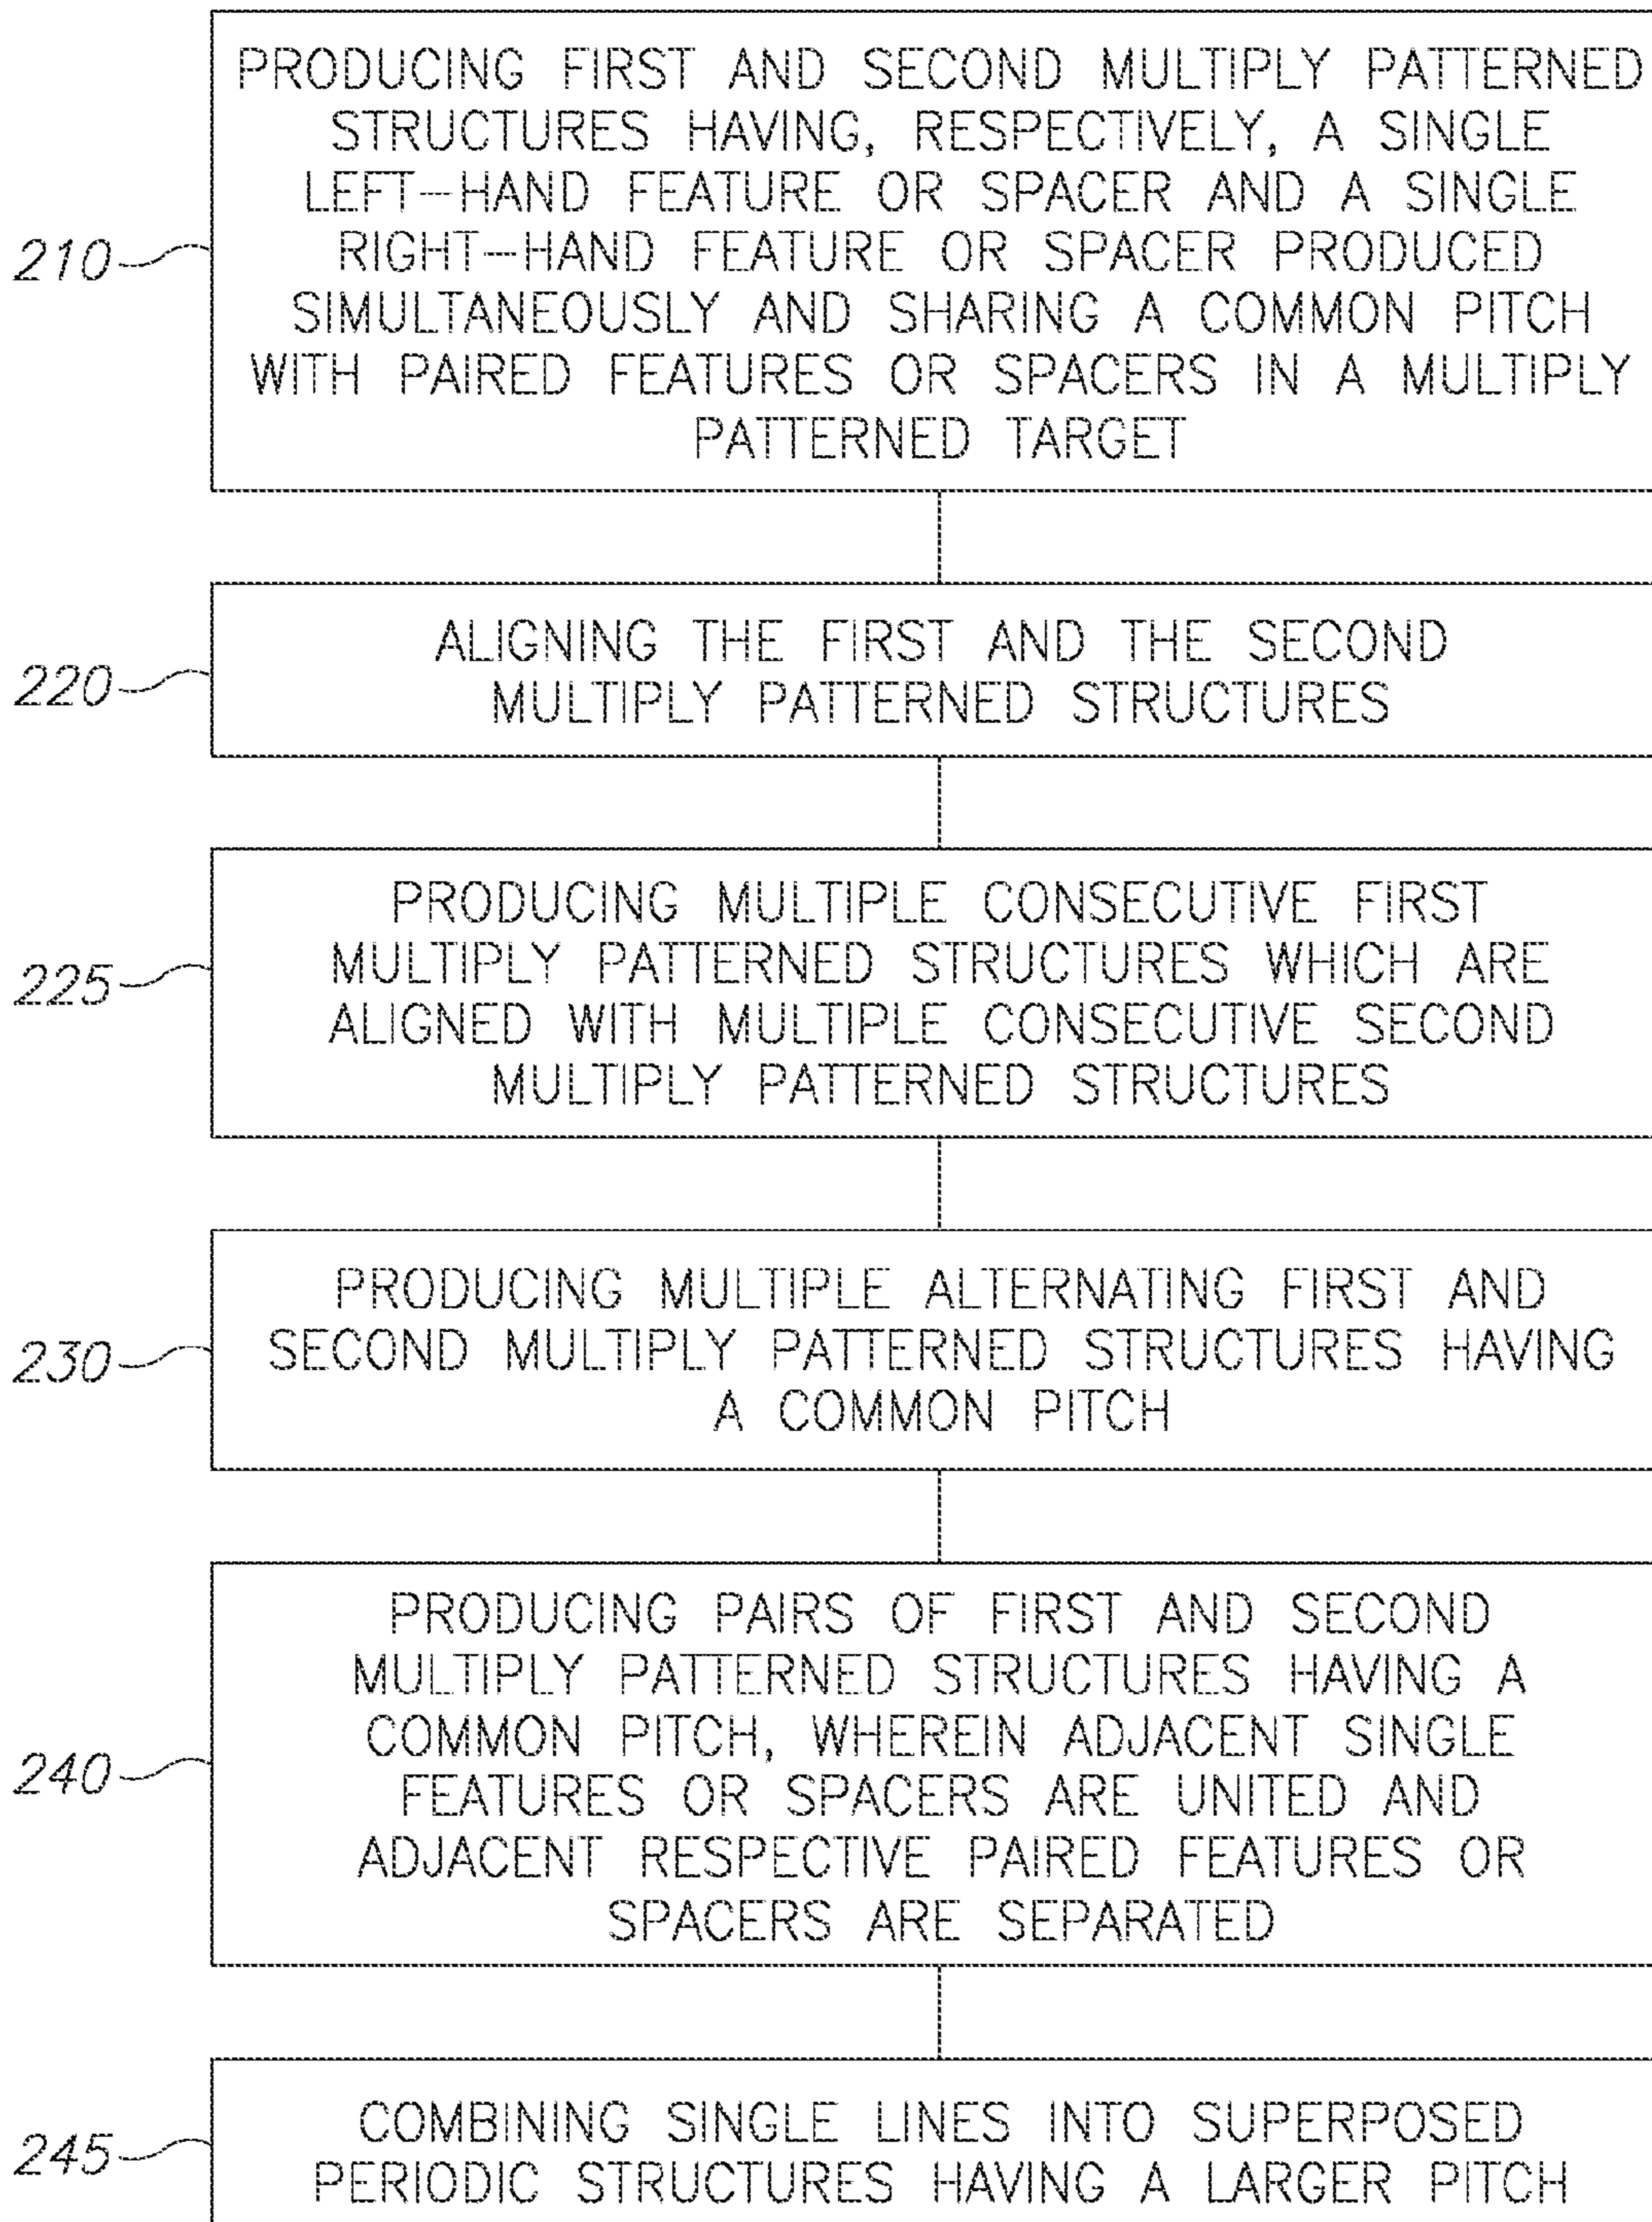 PRODUCING FIRST AND SECOND MULTIPLY PATTERNED
STRUCTURES HAVING, RESPECTIVELY, A SINGLE
LEFT-HAND FEATURE OR SPACER AND A SINGLE
RIGHT-HAND FEATURE OR SPACER PRODUCED
SIMULTANEOUSLY AND SHARING A COMMON PITCH
WITH PAIRED FEATURES OR SPACERS IN A MULTIPLY
PATTERNED TARGET
210
ALIGNING THE FIRST AND THE SECOND
MULTIPLY PATTERNED STRUCTURES
220
PRODUCING MULTIPLE CONSECUTIVE FIRST
MULTIPLY PATTERNED STRUCTURES WHICH ARE
ALIGNED WITH MULTIPLE CONSECUTIVE SECOND
MULTIPLY PATTERNED STRUCTURES
225
PRODUCING MULTIPLE ALTERNATING FIRST AND
SECOND MULTIPLY PATTERNED STRUCTURES HAVING
A COMMON PITCH
230
PRODUCING PAIRS OF FIRST AND SECOND
MULTIPLY PATTERNED STRUCTURES HAVING A
COMMON PITCH, WHEREIN ADJACENT SINGLE
FEATURES OR SPACERS ARE UNITED AND
ADJACENT RESPECTIVE PAIRED FEATURES OR
SPACERS ARE SEPARATED
240
COMBINING SINGLE LINES INTO SUPERPOSED
PERIODIC STRUCTURES HAVING A LARGER PITCH
245